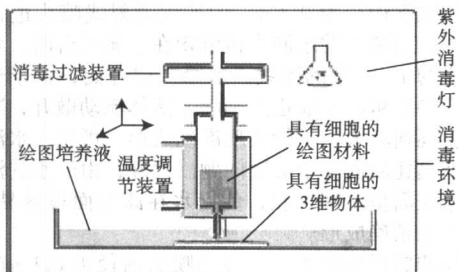 消毒过滤装置
绘图培养液
温度调
节装置
具有细胞的
绘图材料
具有细胞的
3维物体
紫外消毒灯
消毒环境